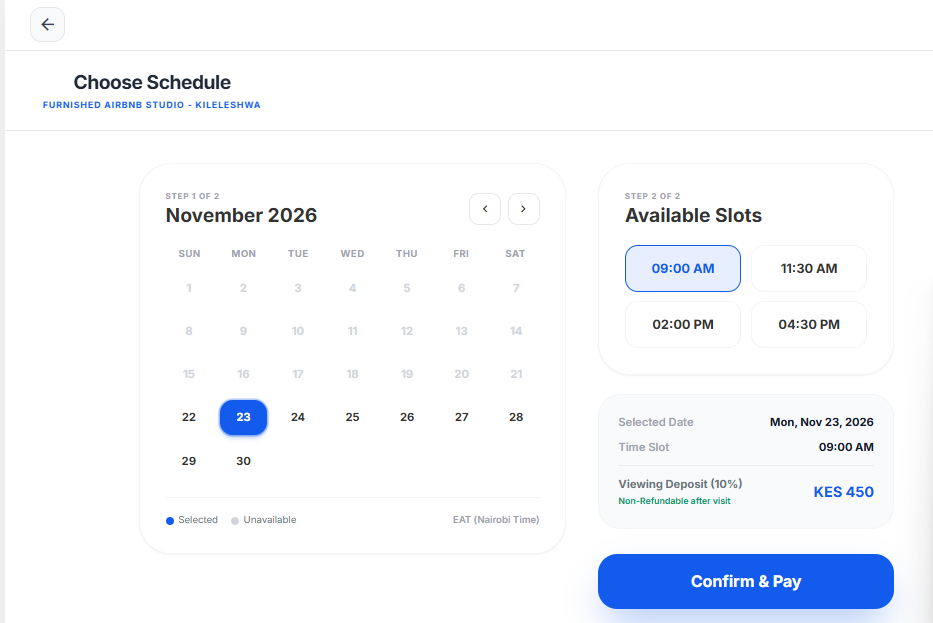 Choose Schedule
FURNISHED AIRBNB STUDIO - KILELESHWA
STEP 1 OF 2
November 2026
SUN MON TUE WED THU FRI SAT
1 2 3 4 5 6 7
8 9 10 11 12 13 14
15 16 17 18 19 20 21
22 23 24 25 26 27 28
29 30
Selected Unavailable EAT (Nairobi Time)
STEP 2 OF 2
Available Slots
09:00 AM 11:30 AM
02:00 PM 04:30 PM
Selected Date Mon, Nov 23, 2026
Time Slot 09:00 AM
Viewing Deposit (10%) KES 450
Non-Refundable after visit
Confirm & Pay